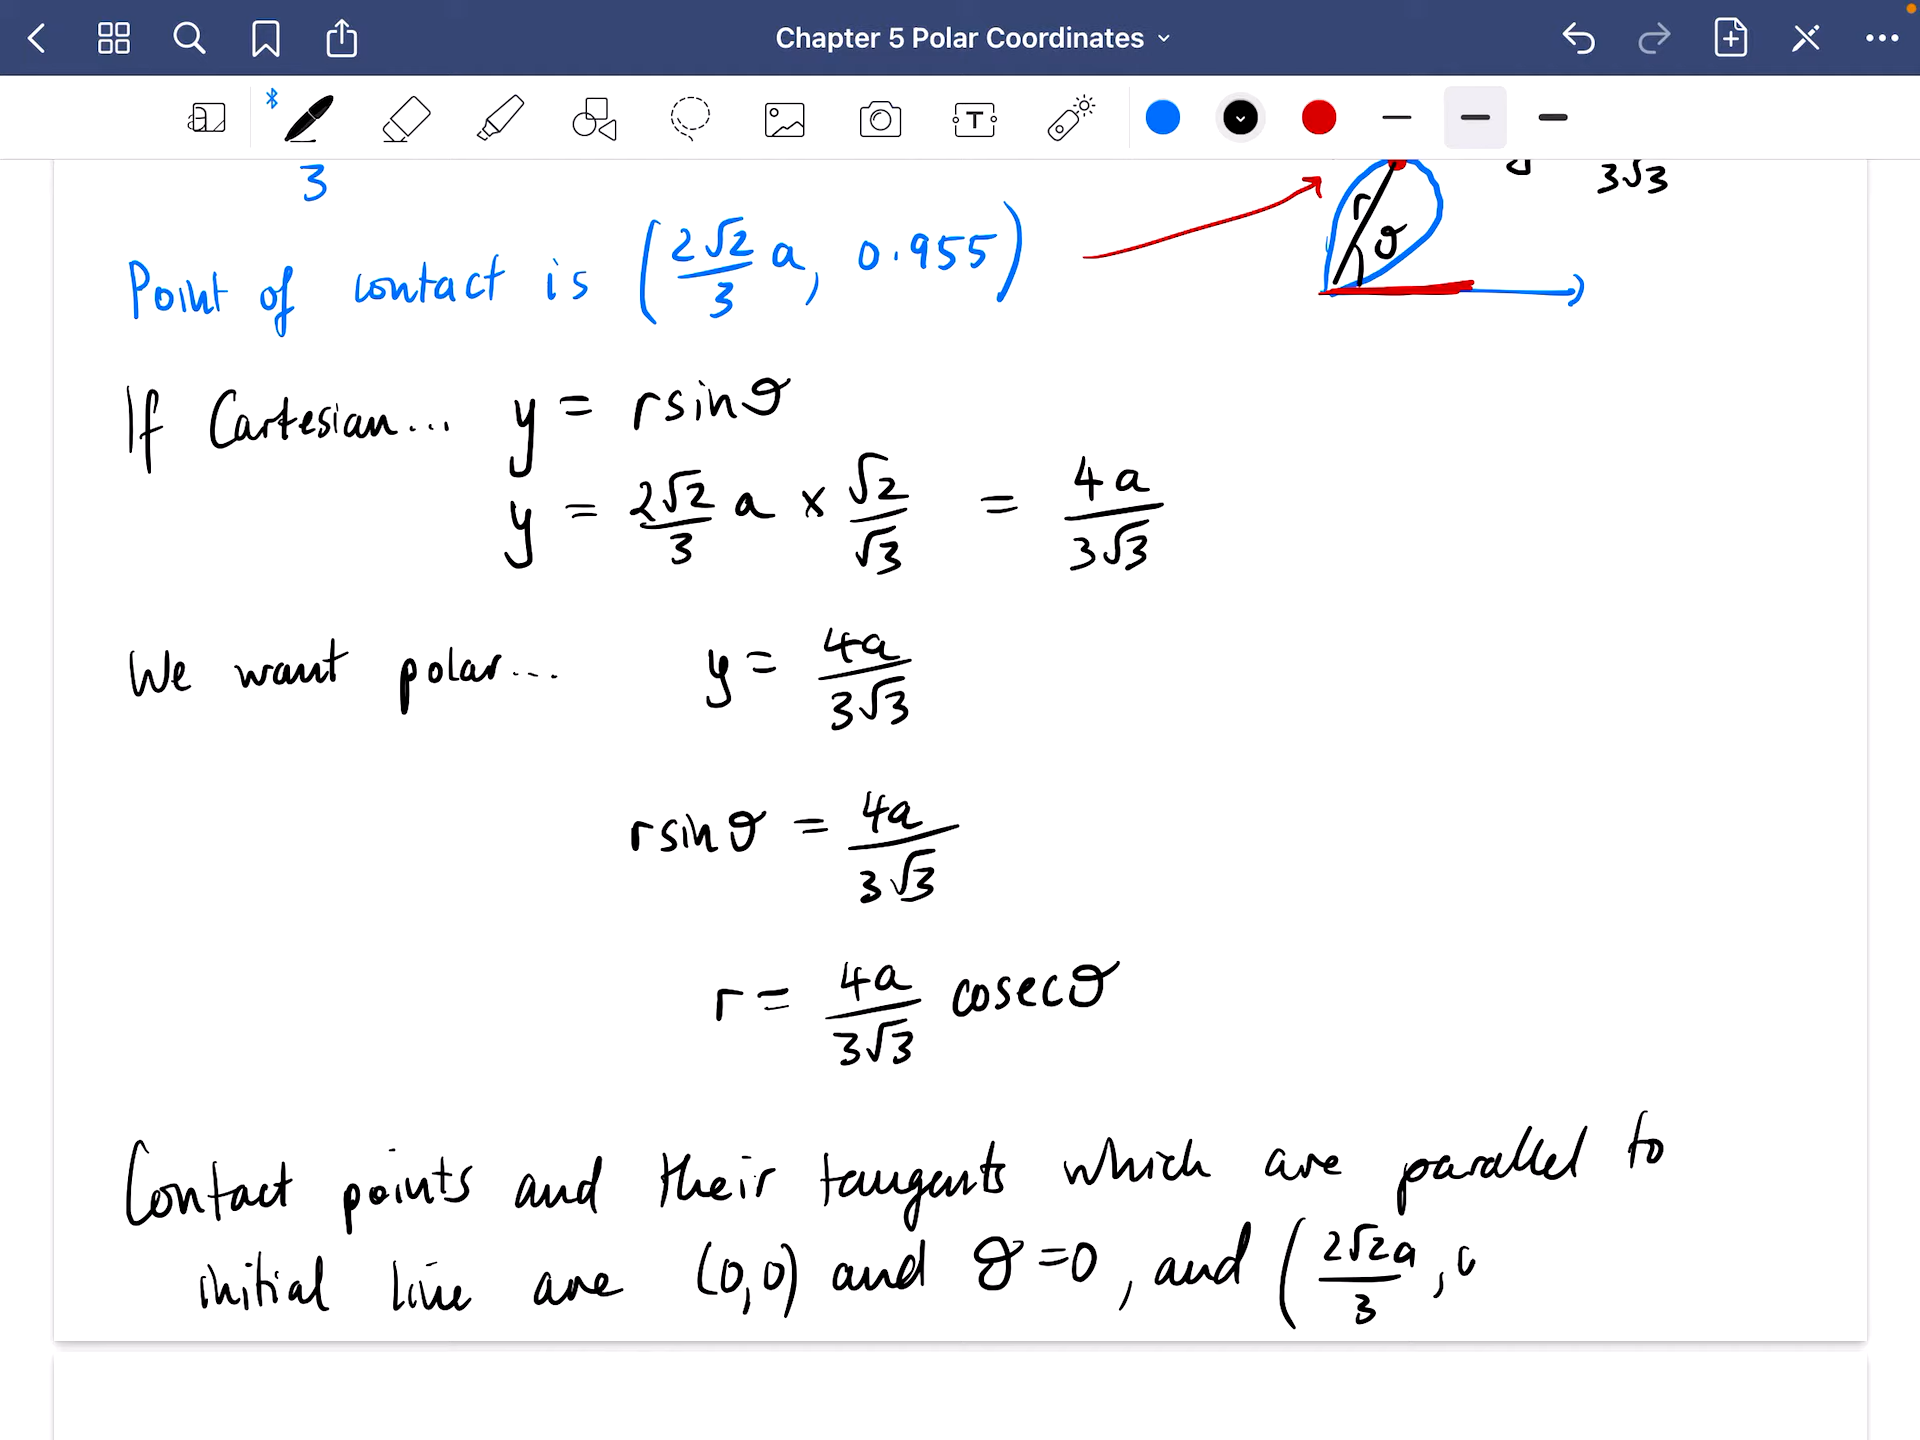 Chapter 5 Polar Coordinates
3
3√3
Point of contact is (2√2/3 a, 0.955)
r θ
If Cartesian... y = r sinθ
y = 2√2/3 a × √2/√3 = 4a/3√3
We want polar... y = 4a/3√3
r sinθ = 4a/3√3
r = 4a/3√3 cosecθ
Contact points and their tangents which are parallel to
initial line are (0,0) and θ=0, and (2√2a/3, 0